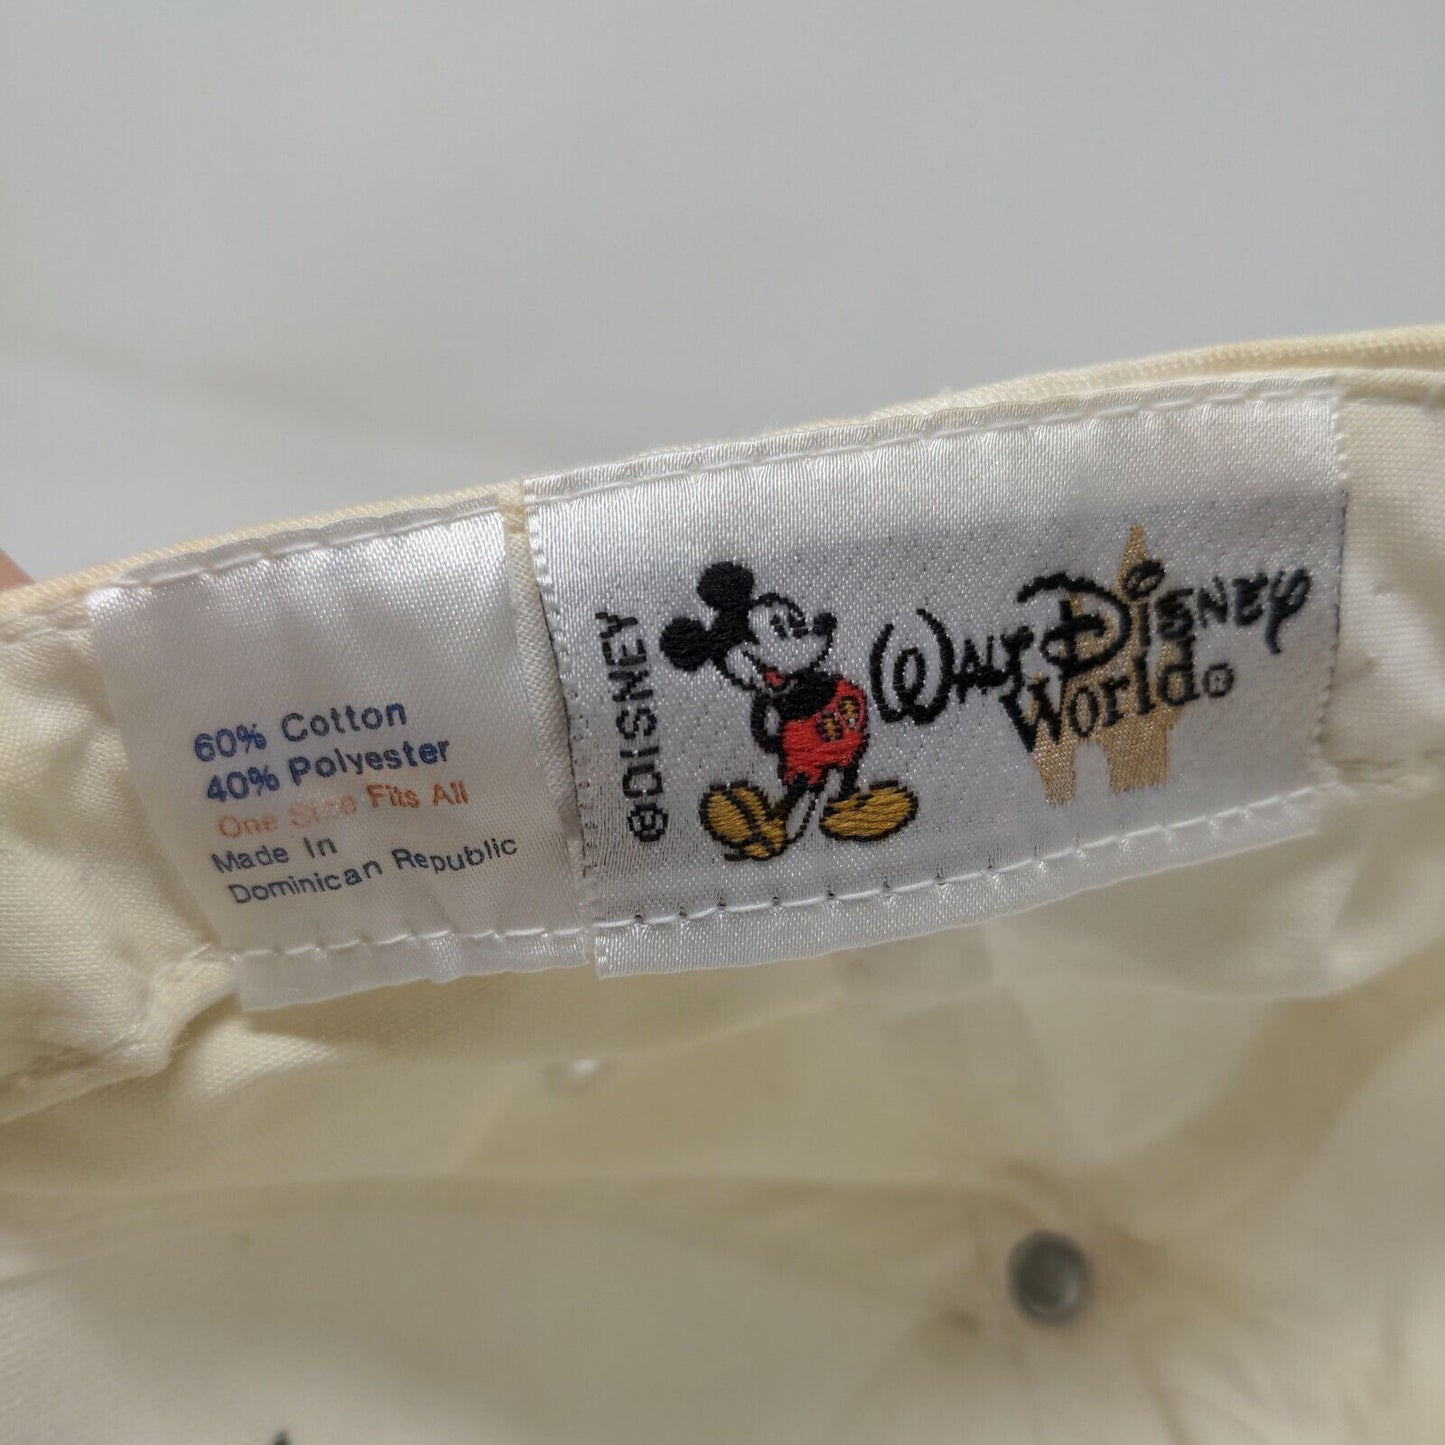 60% Cotton
40% Polyester
One Size Fits All
Made In
Dominican Republic
©DISNEY
WALT DISNEY
World®